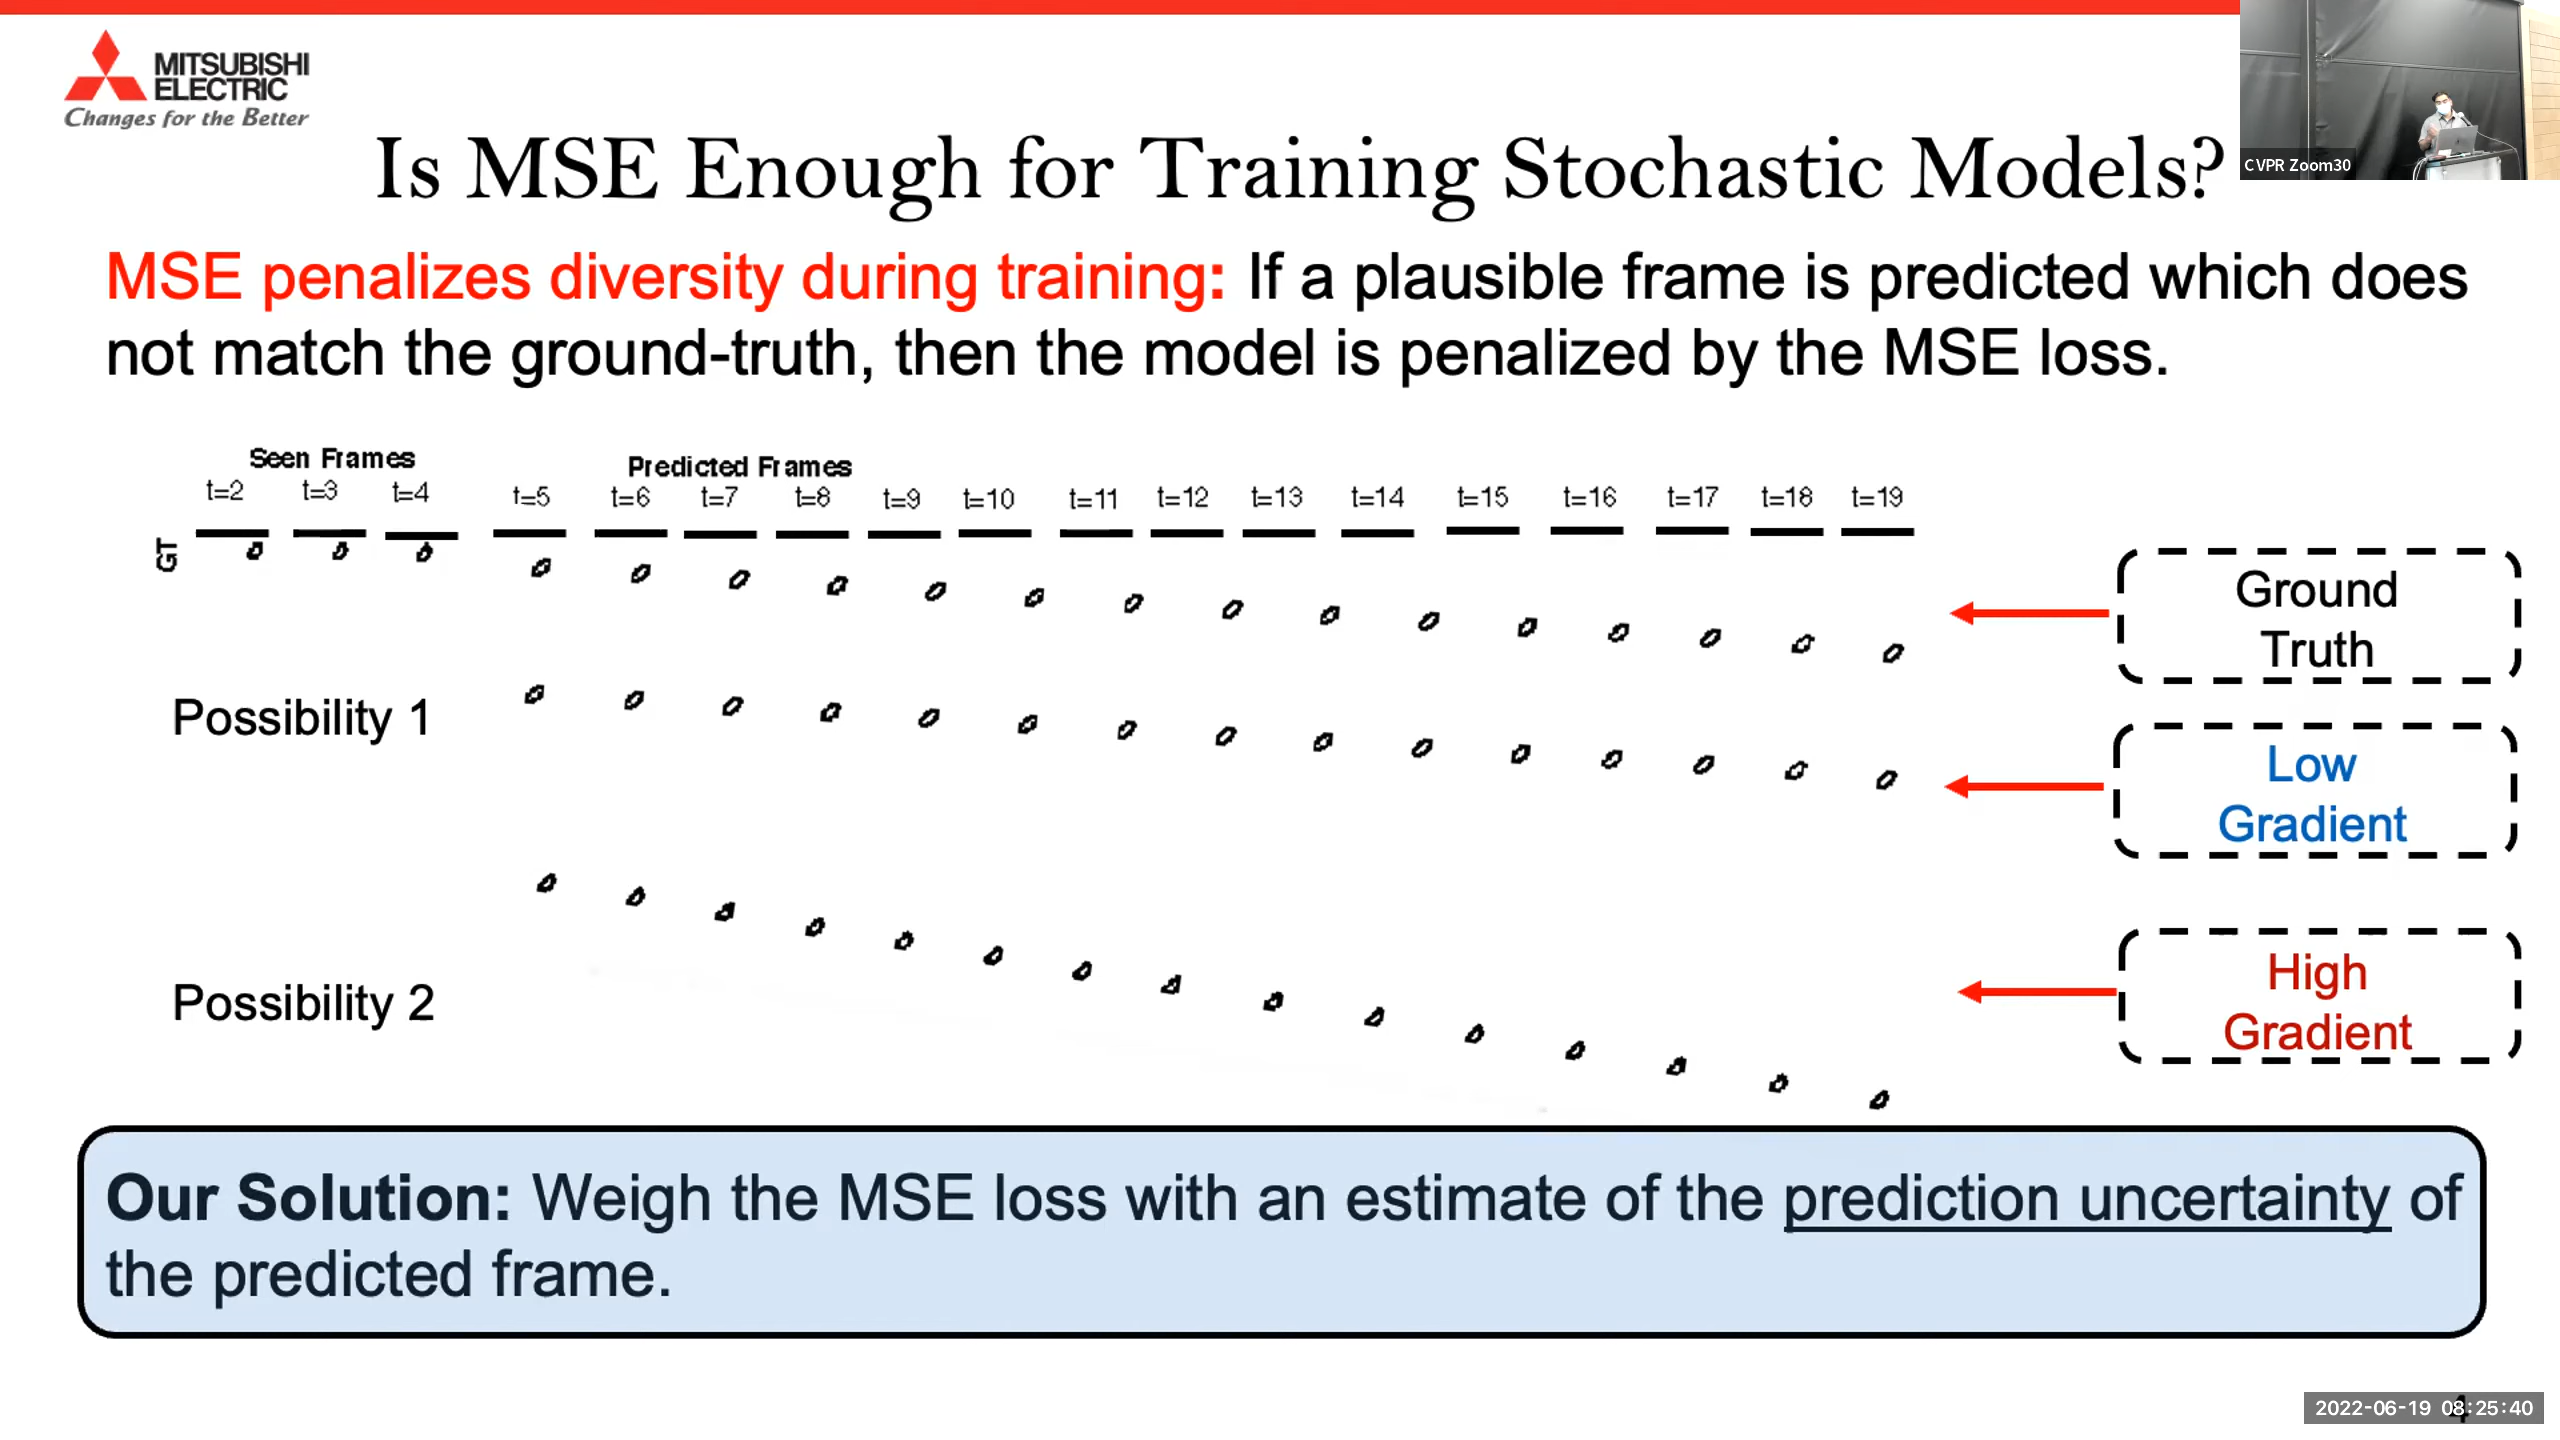 MITSUBISHI
ELECTRIC
Changes for the Better
CVPR Zoom30
Is MSE Enough for Training Stochastic Models?
MSE penalizes diversity during training: If a plausible frame is predicted which does
not match the ground-truth, then the model is penalized by the MSE loss.
Seen Frames
Predicted Frames
t=2 t=3 t=4 t=5 t=6 t=7 t=8 t=9 t=10 t=11 t=12 t=13 t=14 t=15 t=16 t=17 t=18 t=19
GT
Ground
Truth
Possibility 1
Low
Gradient
Possibility 2
High
Gradient
Our Solution: Weigh the MSE loss with an estimate of the prediction uncertainty of
the predicted frame.
4
2022-06-19 08:25:40